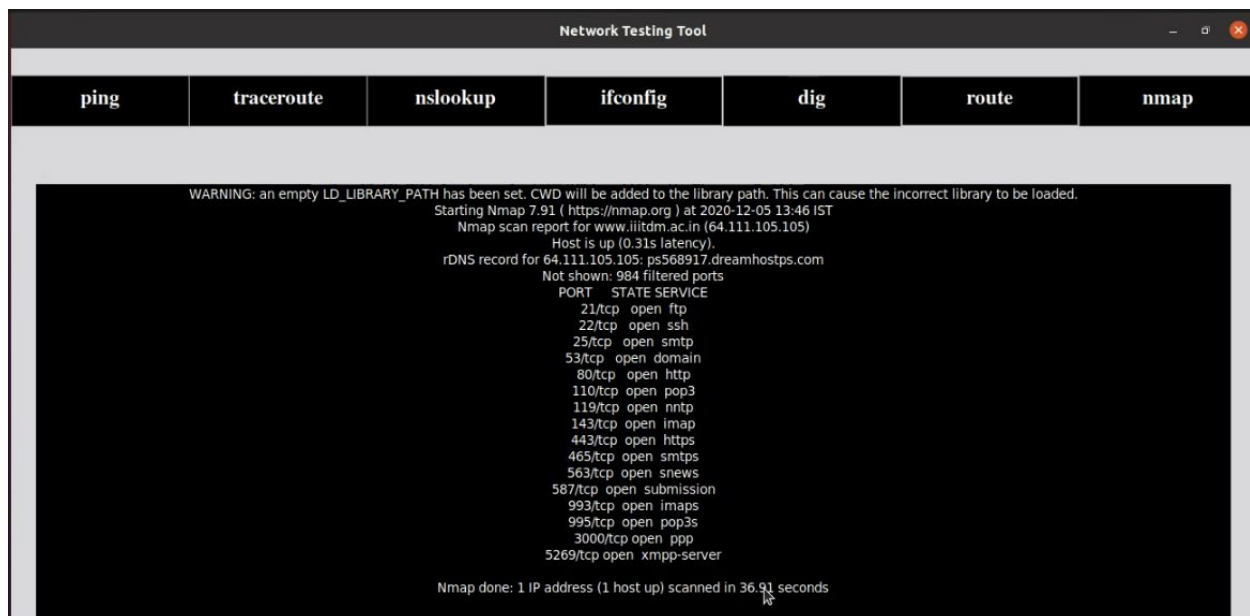 Network Testing Tool
ping traceroute nslookup ifconfig dig route nmap
WARNING: an empty LD_LIBRARY_PATH has been set. CWD will be added to the library path. This can cause the incorrect library to be loaded.
Starting Nmap 7.91 ( https://nmap.org ) at 2020-12-05 13:46 IST
Nmap scan report for www.iiitdm.ac.in (64.111.105.105)
Host is up (0.31s latency).
rDNS record for 64.111.105.105: ps568917.dreamhostps.com
Not shown: 984 filtered ports
PORT STATE SERVICE
21/tcp open ftp
22/tcp open ssh
25/tcp open smtp
53/tcp open domain
80/tcp open http
110/tcp open pop3
119/tcp open nntp
143/tcp open imap
443/tcp open https
465/tcp open smtps
563/tcp open snews
587/tcp open submission
993/tcp open imaps
995/tcp open pop3s
3000/tcp open ppp
5269/tcp open xmpp-server
Nmap done: 1 IP address (1 host up) scanned in 36.91 seconds